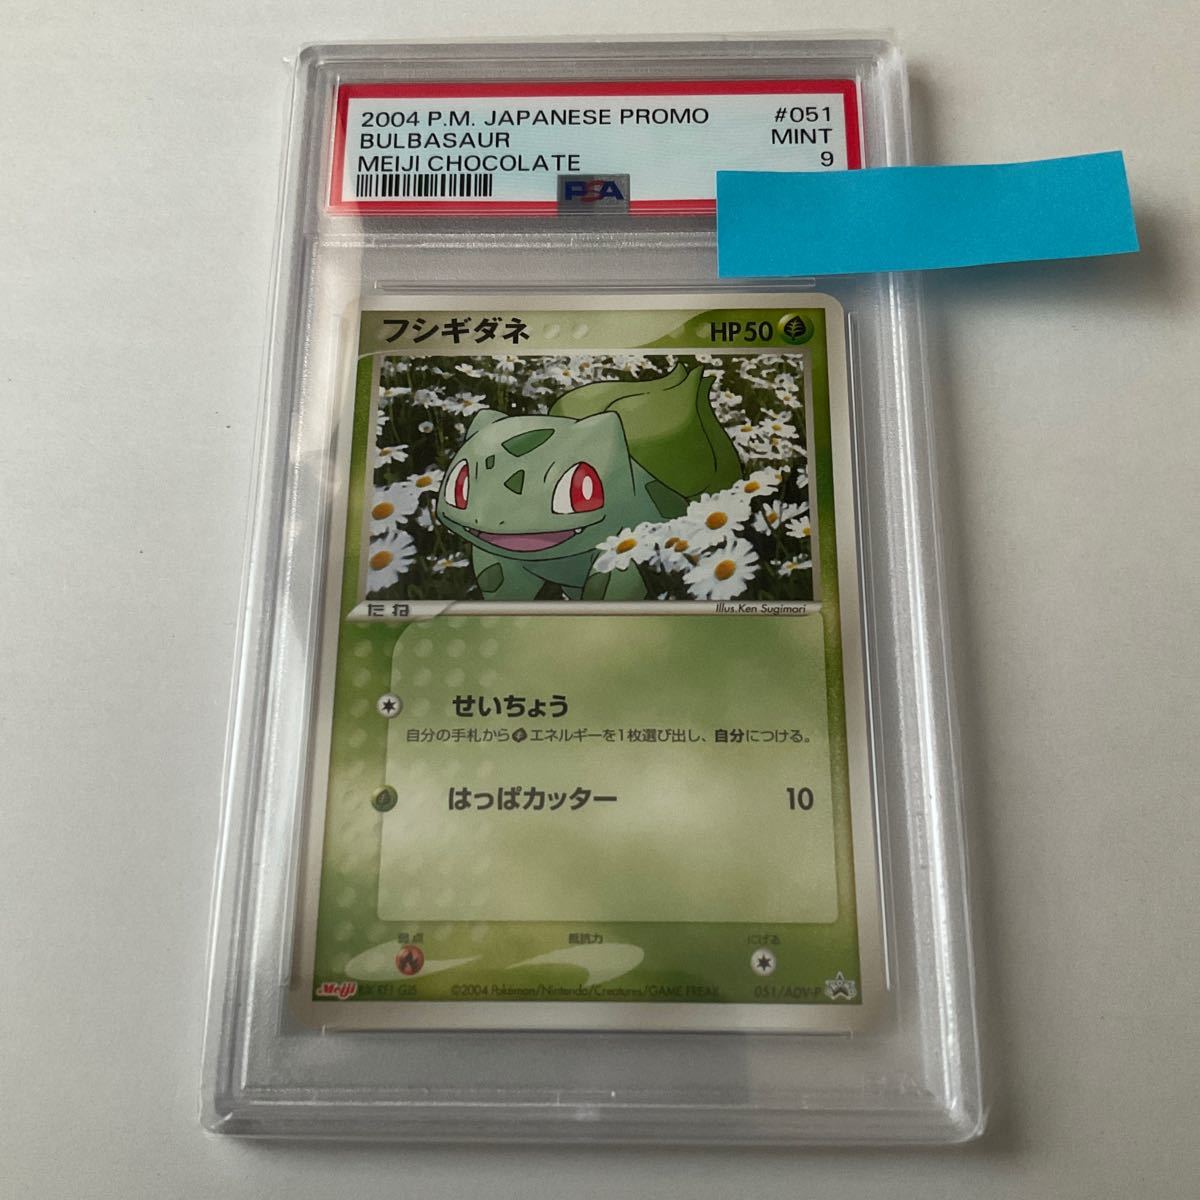 2004 P.M. JAPANESE PROMO #051
BULBASAUR MINT
MEIJI CHOCOLATE 9
PSA
フシギダネ HP50
たね Illus.Ken Sugimori
せいちょう
自分の手札からエネルギーを1枚選び出し、自分につける。
はっぱカッター 10
弱点 抵抗力 にげる
Meiji ©2004 Pokémon/Nintendo/Creatures/GAME FREAK 051/ADV-P